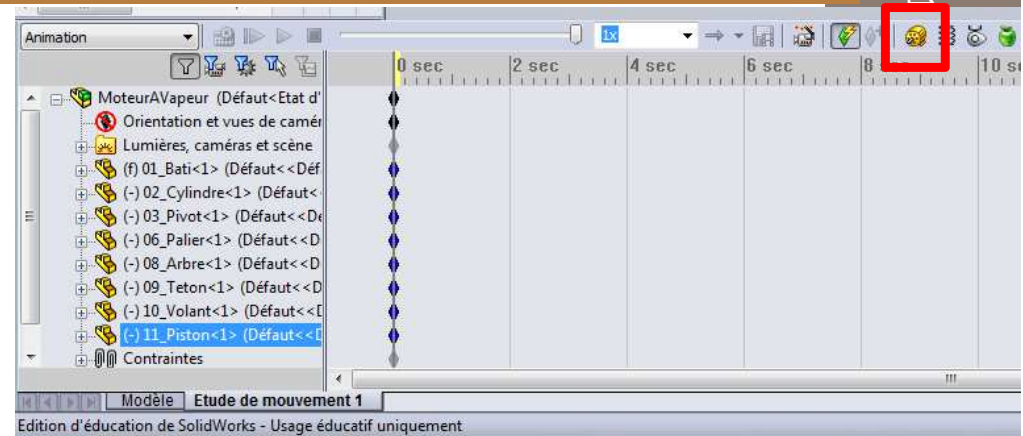 Animation 1x
0 sec 2 sec 4 sec 6 sec 8 10
MoteurAVapeur (Défaut<Etat d'
Orientation et vues de camér
Lumières, caméras et scène
(f) 01_Bati<1> (Défaut<<Déf
(-) 02_Cylindre<1> (Défaut<
(-) 03_Pivot<1> (Défaut<<De
(-) 06_Palier<1> (Défaut<<D
(-) 08_Arbre<1> (Défaut<<D
(-) 09_Teton<1> (Défaut<<D
(-) 10_Volant<1> (Défaut<<D
(-) 11_Piston<1> (Défaut<<D
Contraintes
Modèle Etude de mouvement 1
Edition d'éducation de SolidWorks - Usage éducatif uniquement